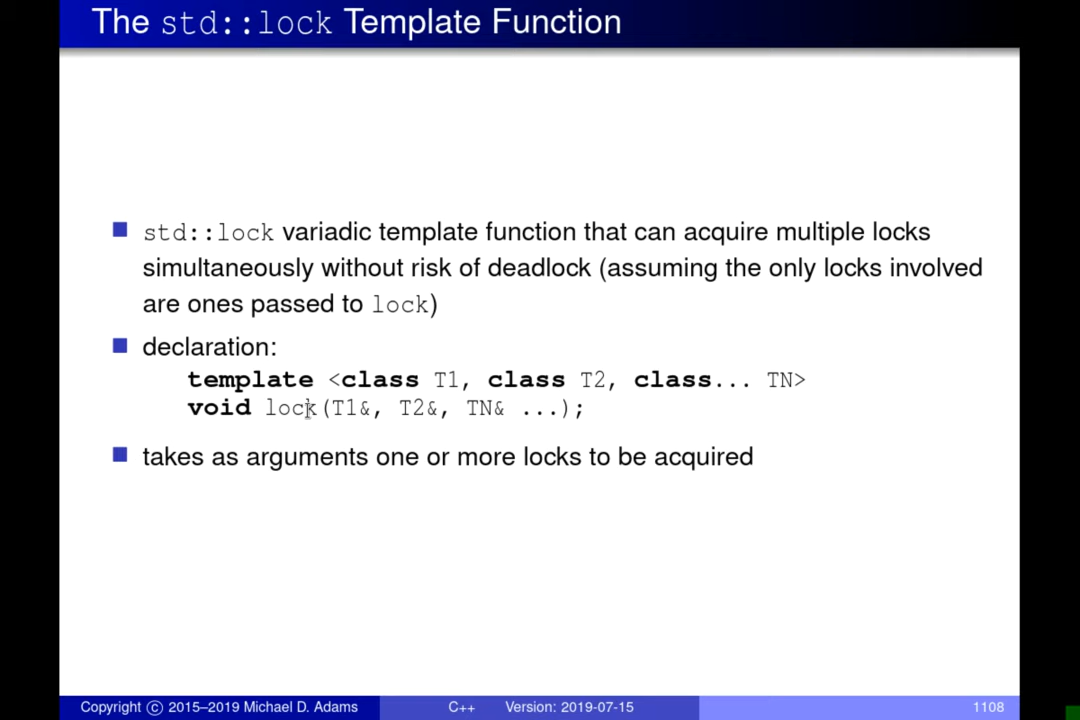 The std::lock Template Function
std::lock variadic template function that can acquire multiple locks
simultaneously without risk of deadlock (assuming the only locks involved
are ones passed to lock)
declaration:
template <class T1, class T2, class... TN>
void lock(T1&, T2&, TN& ...);
takes as arguments one or more locks to be acquired
Copyright © 2015–2019 Michael D. Adams C++ Version: 2019-07-15 1108